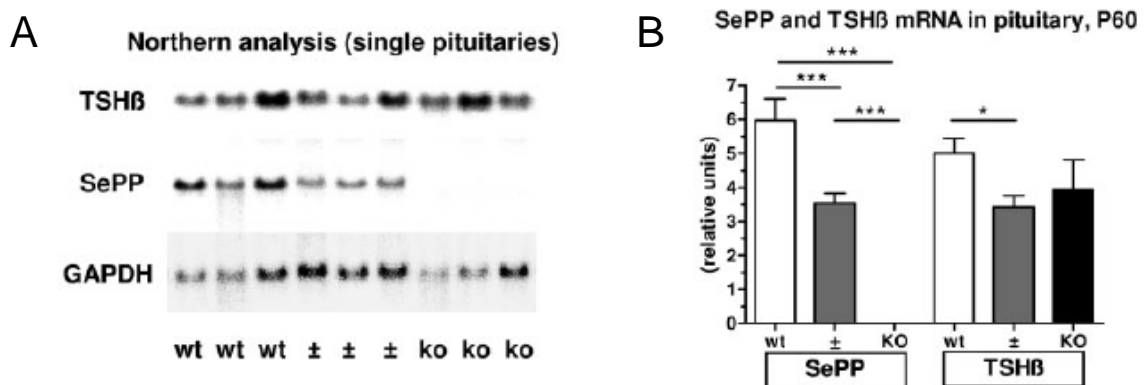 A
Northern analysis (single pituitaries)
TSHß
SePP
GAPDH
wt wt wt ± ± ± ko ko ko
B
SePP and TSHß mRNA in pituitary, P60
***
***
***
*
(relative units)
7
6
5
4
3
2
1
0
wt ± KO wt ± KO
SePP TSHß